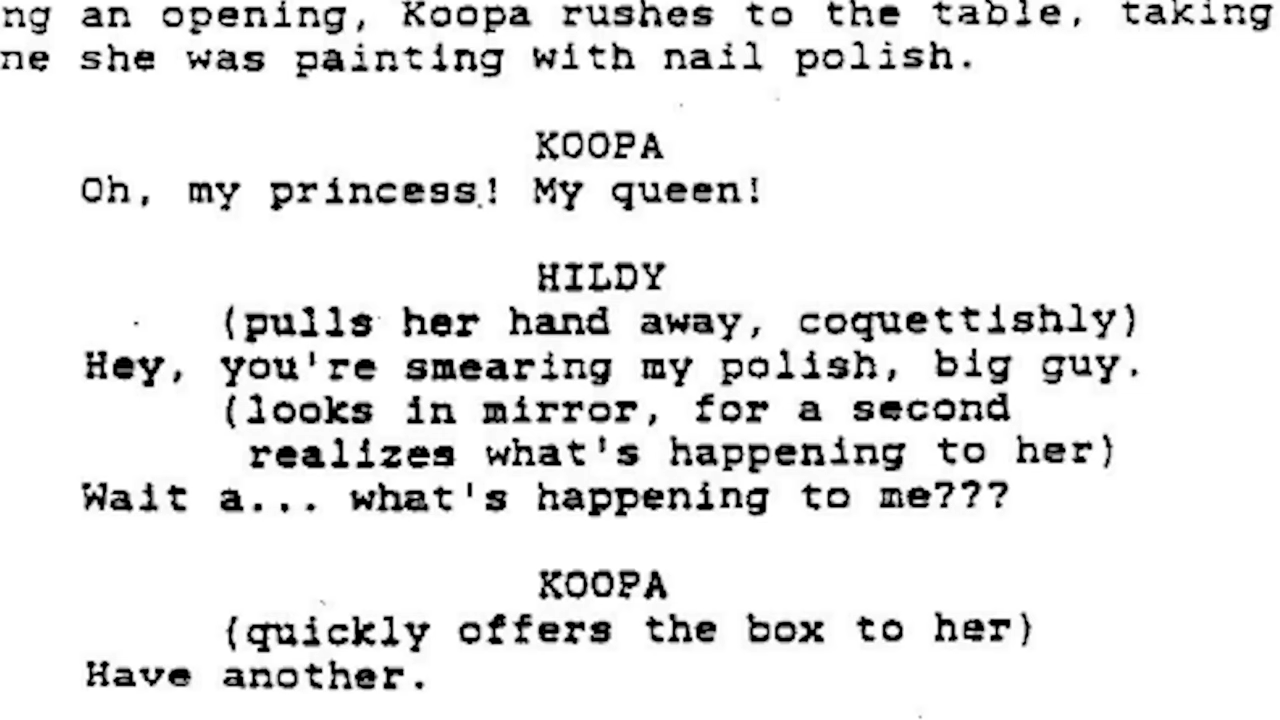 ng an opening, Koopa rushes to the table, taking
ne she was painting with nail polish.
KOOPA
Oh, my princess! My queen!
HILDY
(pulls her hand away, coquettishly)
Hey, you're smearing my polish, big guy.
(looks in mirror, for a second
realizes what's happening to her)
Wait a... what's happening to me???
KOOPA
(quickly offers the box to her)
Have another.